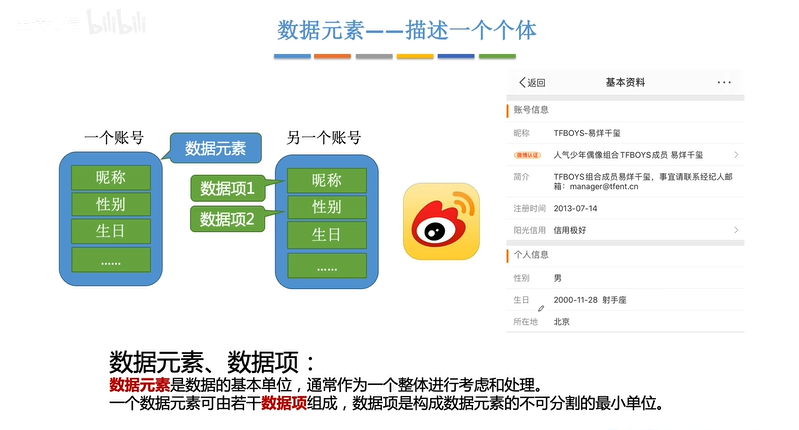 bilibili
数据元素——描述一个个体
一个账号
数据元素
昵称
性别
生日
......
另一个账号
数据项1
数据项2
昵称
性别
生日
......
返回 基本资料 ...
账号信息
昵称 TFBOYS-易烊千玺
微博认证 人气少年偶像组合TFBOYS成员 易烊千玺
简介 TFBOYS组合成员易烊千玺，事宜请联系经纪人邮
箱：manager@tfent.cn
注册时间 2013-07-14
阳光信用 信用极好
个人信息
性别 男
生日 2000-11-28 射手座
所在地 北京
数据元素、数据项：
数据元素是数据的基本单位，通常作为一个整体进行考虑和处理。
一个数据元素可由若干数据项组成，数据项是构成数据元素的不可分割的最小单位。